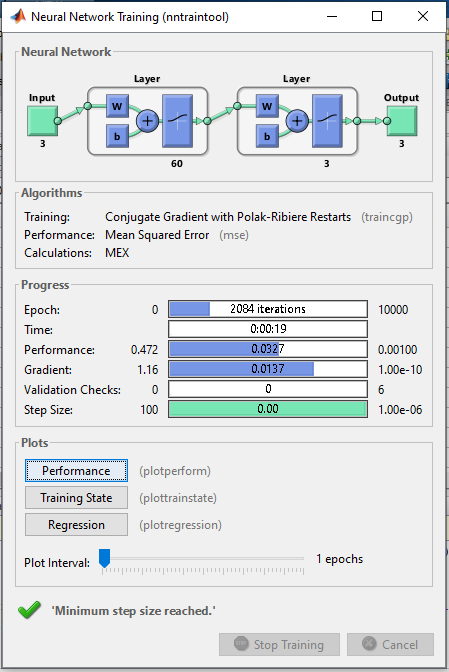 Neural Network Training (nntraintool)
Neural Network
Layer Layer
Input Output
W W
b b
3 3
60 3
Algorithms
Training: Conjugate Gradient with Polak-Ribiere Restarts (traincgp)
Performance: Mean Squared Error (mse)
Calculations: MEX
Progress
Epoch: 0 2084 iterations 10000
Time: 0:00:19
Performance: 0.472 0.0327 0.00100
Gradient: 1.16 0.0137 1.00e-10
Validation Checks: 0 0 6
Step Size: 100 0.00 1.00e-06
Plots
Performance (plotperform)
Training State (plottrainstate)
Regression (plotregression)
Plot Interval: 1 epochs
'Minimum step size reached.'
Stop Training Cancel